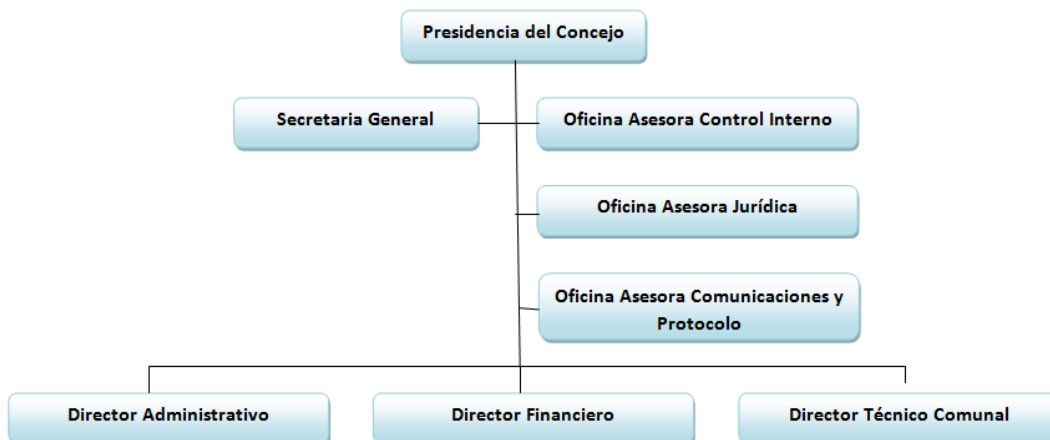 Presidencia del Concejo
Secretaria General
Oficina Asesora Control Interno
Oficina Asesora Jurídica
Oficina Asesora Comunicaciones y
Protocolo
Director Administrativo
Director Financiero
Director Técnico Comunal